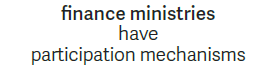 finance ministries
have
participation mechanisms